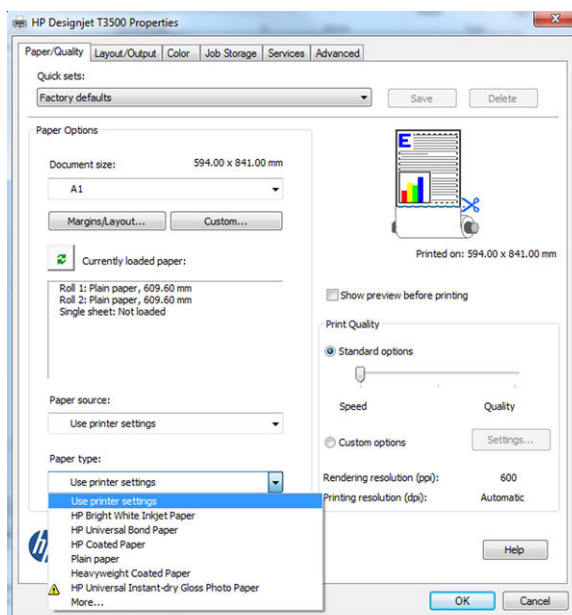 HP Designjet T3500 Properties
Paper/Quality Layout/Output Color Job Storage Services Advanced
Quick sets:
Factory defaults
Save Delete
Paper Options
Document size: 594.00 x 841.00 mm
A1
Margins/Layout... Custom...
Currently loaded paper:
Roll 1: Plain paper, 609.60 mm
Roll 2: Plain paper, 609.60 mm
Single sheet: Not loaded
Paper source:
Use printer settings
Paper type:
Use printer settings
Use printer settings
HP Bright White Inkjet Paper
HP Universal Bond Paper
HP Coated Paper
Plain paper
Heavyweight Coated Paper
HP Universal Instant-dry Gloss Photo Paper
More...
hp
E
Printed on: 594.00 x 841.00 mm
Show preview before printing
Print Quality
Standard options
Speed Quality
Custom options Settings...
Rendering resolution (ppi): 600
Printing resolution (dpi): Automatic
Help
OK Cancel